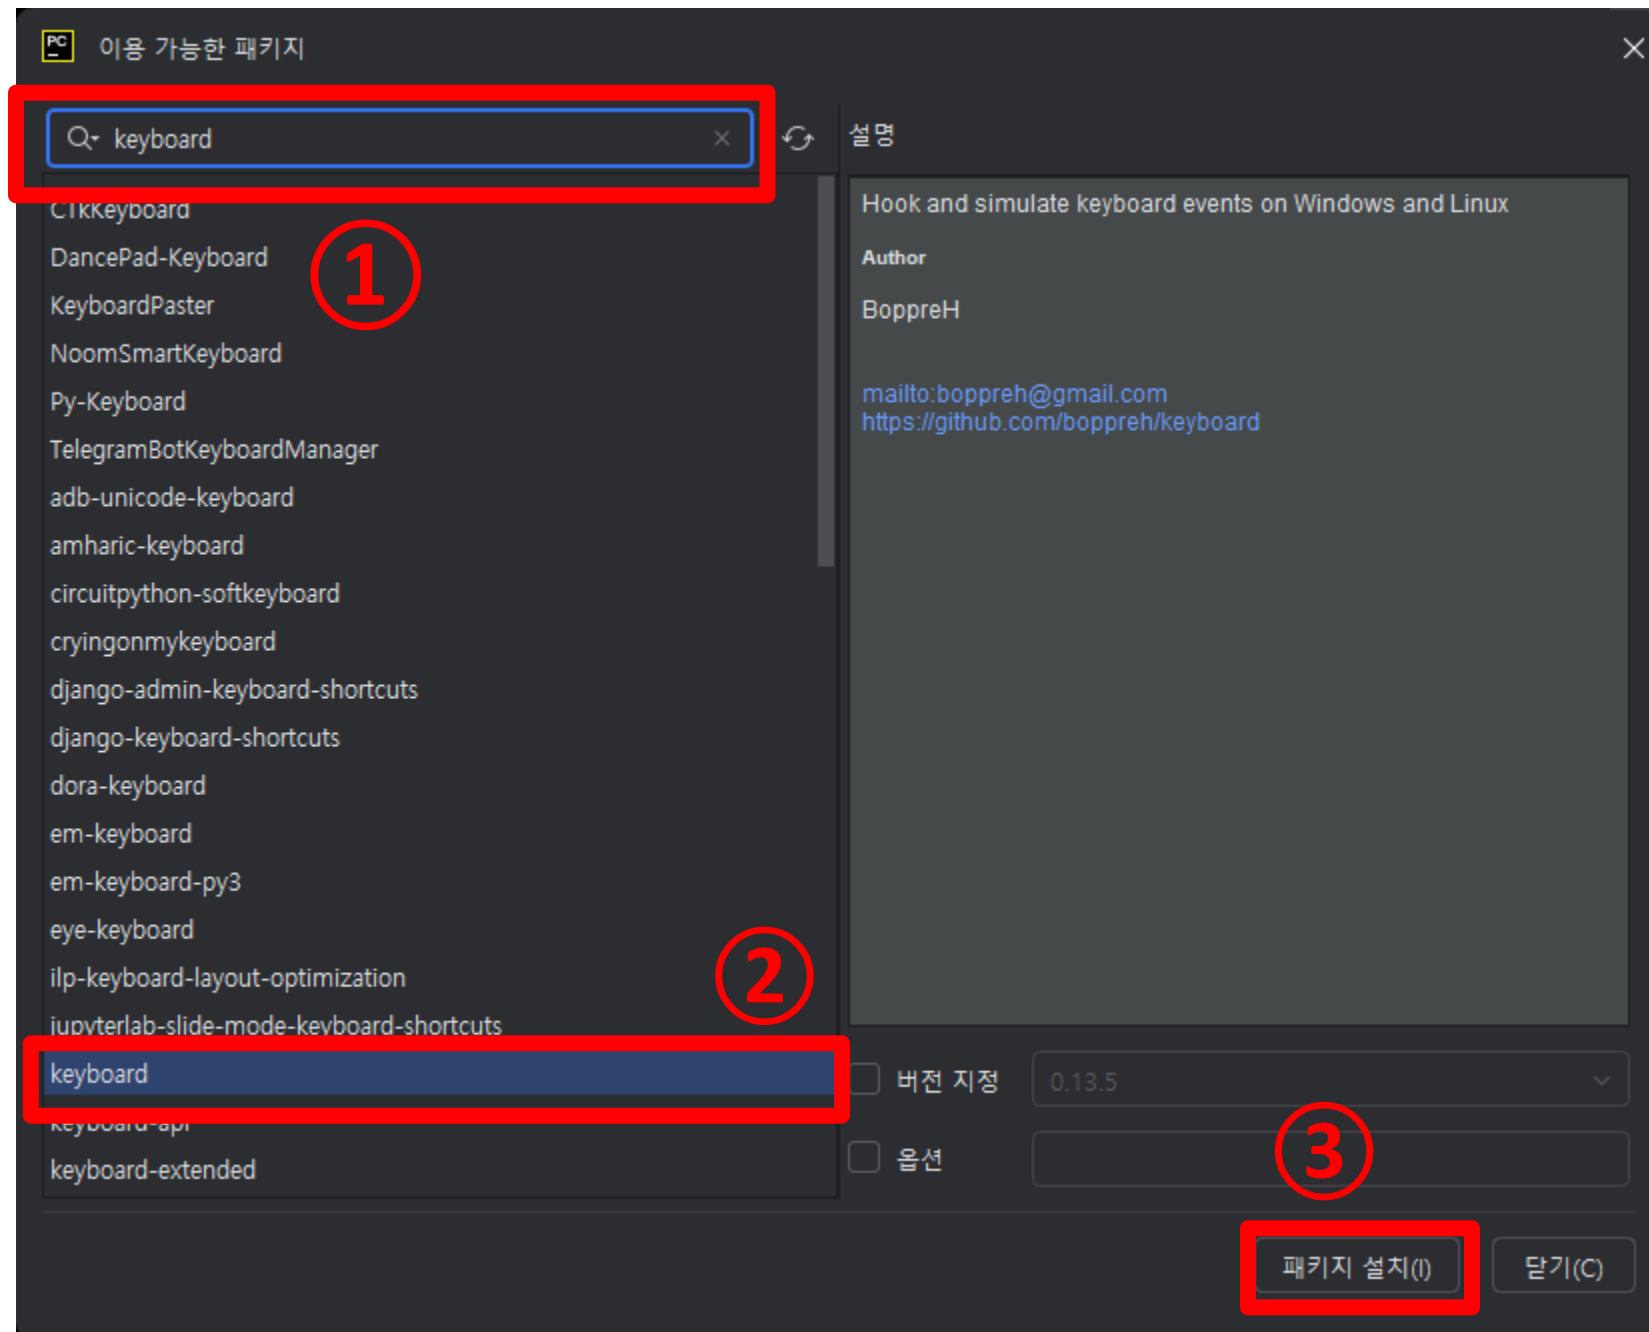 PC
이용 가능한 패키지
keyboard
설명
CTkKeyboard
DancePad-Keyboard
KeyboardPaster
NoomSmartKeyboard
Py-Keyboard
TelegramBotKeyboardManager
adb-unicode-keyboard
amharic-keyboard
circuitpython-softkeyboard
cryingonmykeyboard
django-admin-keyboard-shortcuts
django-keyboard-shortcuts
dora-keyboard
em-keyboard
em-keyboard-py3
eye-keyboard
ilp-keyboard-layout-optimization
jupyterlab-slide-mode-keyboard-shortcuts
keyboard
keyboard-api
keyboard-extended
①
②
Hook and simulate keyboard events on Windows and Linux
Author
BoppreH
mailto:boppreh@gmail.com
https://github.com/boppreh/keyboard
버전 지정 0.13.5
옵션
③
패키지 설치(I) 닫기(C)